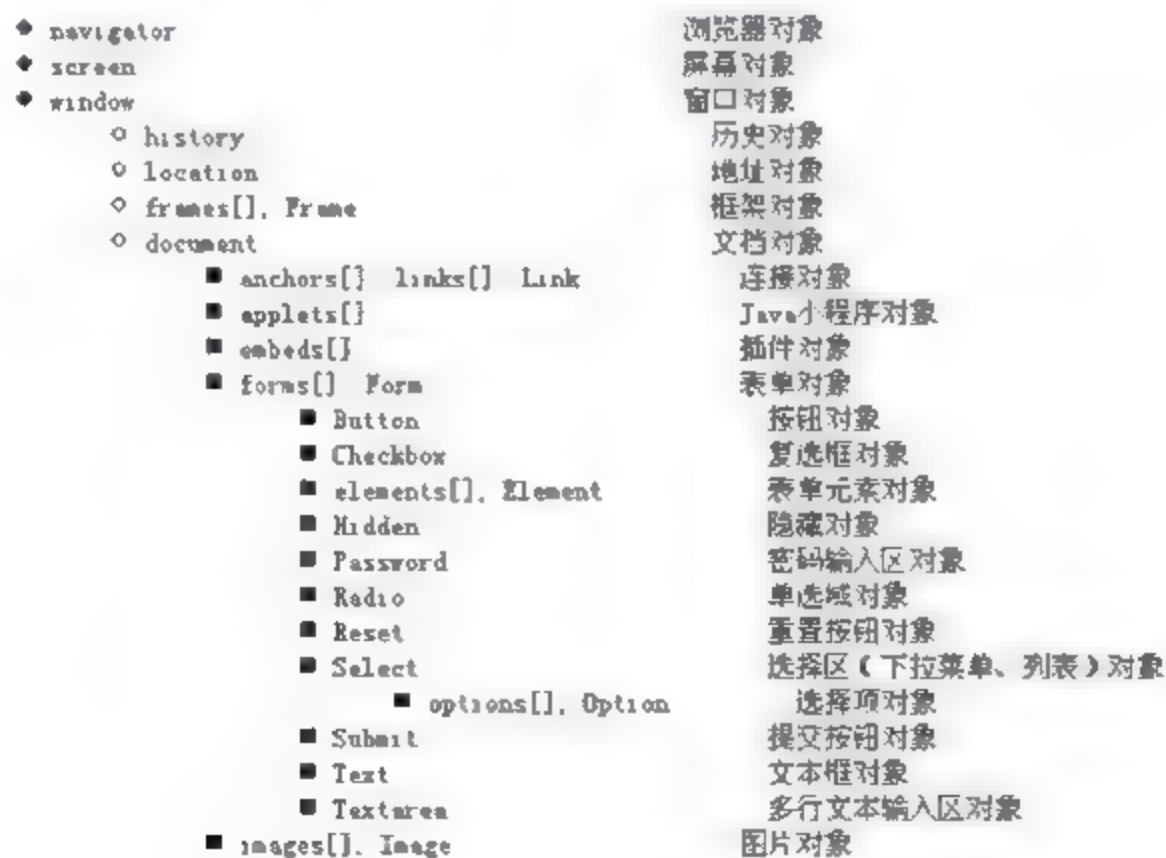 navigator 浏览器对象
screen 屏幕对象
window 窗口对象
history 历史对象
location 地址对象
frames[], Frame 框架对象
document 文档对象
anchors[] links[] Link 连接对象
applets[] Java小程序对象
embeds[] 插件对象
forms[] Form 表单对象
Button 按钮对象
Checkbox 复选框对象
elements[], Element 表单元素对象
Hidden 隐藏对象
Password 密码输入区对象
Radio 单选域对象
Reset 重置按钮对象
Select 选择区（下拉菜单、列表）对象
options[], Option 选择项对象
Submit 提交按钮对象
Text 文本框对象
Textarea 多行文本输入区对象
images[], Image 图片对象